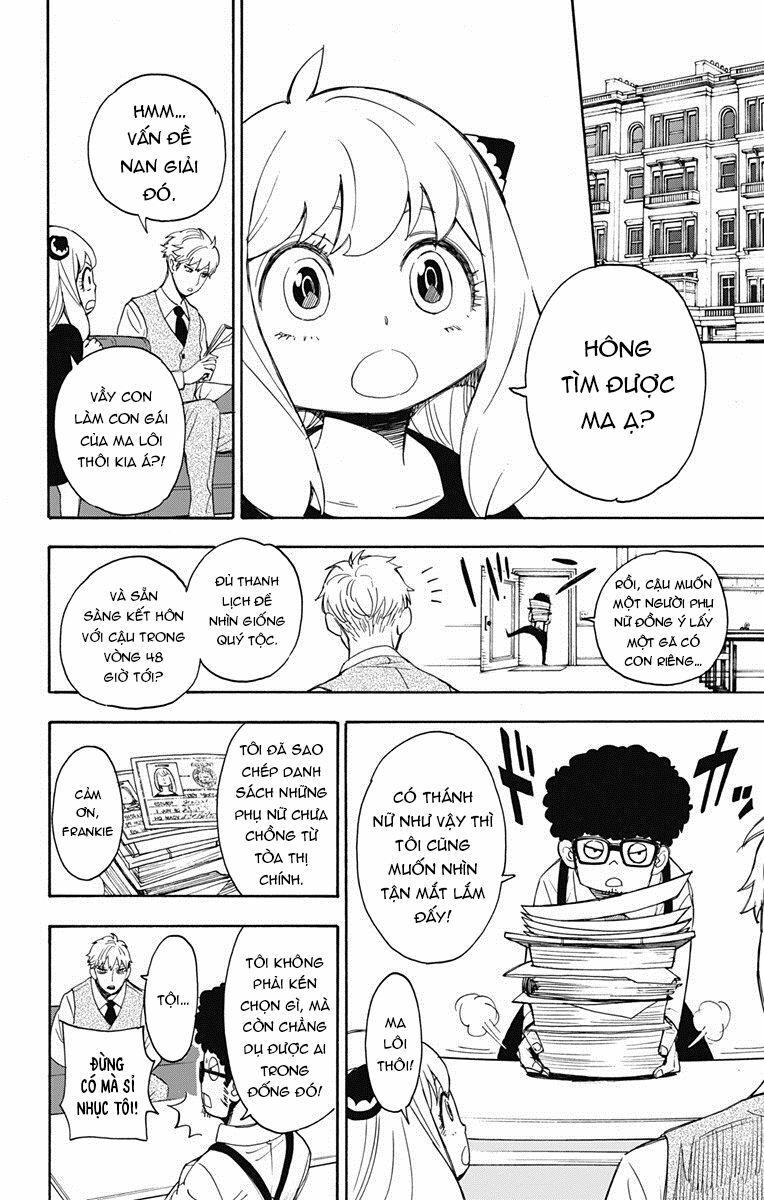 HÔNG
TÌM ĐƯỢC
MA Ạ?
HMM...
VẤN ĐỀ
NAN GIẢI
ĐÓ.
VẦY CON
LÀM CON GÁI
CỦA MA LÔI
THÔI KIA Á?!
RỒI, CẬU MUỐN
MỘT NGƯỜI PHỤ
NỮ ĐỒNG Ý LẤY
MỘT GÃ CÓ
CON RIÊNG...
ĐỦ THANH
LỊCH ĐỂ
NHÌN GIỐNG
QUÝ TỘC.
VÀ SẴN
SÀNG KẾT HÔN
VỚI CẬU TRONG
VÒNG 48
GIỜ TỚI?
CÓ THÁNH
NỮ NHƯ VẬY THÌ
TÔI CŨNG
MUỐN NHÌN
TẬN MẮT LẮM
ĐẤY!
MA
LÔI
THÔI!
TÔI ĐÃ SAO
CHÉP DANH
SÁCH NHỮNG
PHỤ NỮ CHƯA
CHỒNG TỪ
TÒA THỊ
CHÍNH.
CẢM
ƠN,
FRANKIE
TÔI KHÔNG
PHẢI KÉN
CHỌN GÌ, MÀ
CÒN CHẲNG
DỤ ĐƯỢC AI
TRONG
ĐỐNG ĐÓ!
TỘI...
ĐỪNG
CÓ MÀ SỈ
NHỤC TÔI!